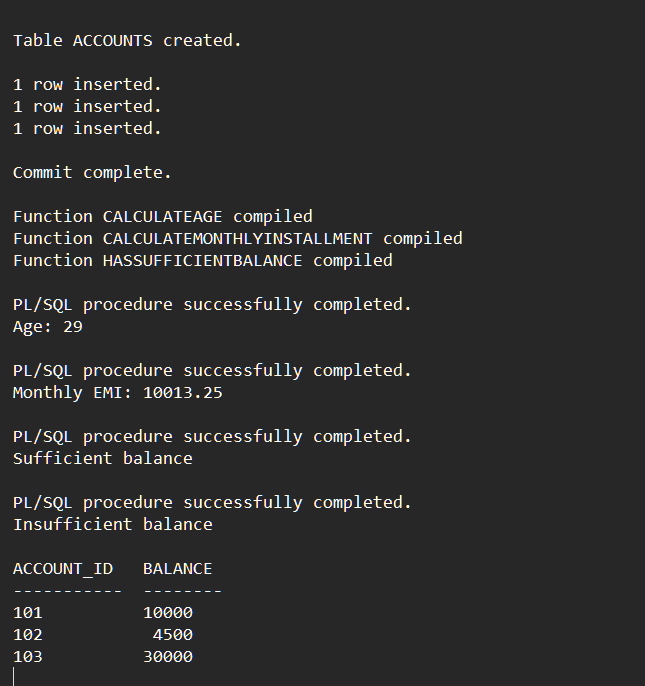 Table ACCOUNTS created.
1 row inserted.
1 row inserted.
1 row inserted.
Commit complete.
Function CALCULATEAGE compiled
Function CALCULATEMONTHLYINSTALLMENT compiled
Function HASSUFFICIENTBALANCE compiled
PL/SQL procedure successfully completed.
Age: 29
PL/SQL procedure successfully completed.
Monthly EMI: 10013.25
PL/SQL procedure successfully completed.
Sufficient balance
PL/SQL procedure successfully completed.
Insufficient balance
ACCOUNT_ID   BALANCE
-----------  --------
101          10000
102           4500
103          30000